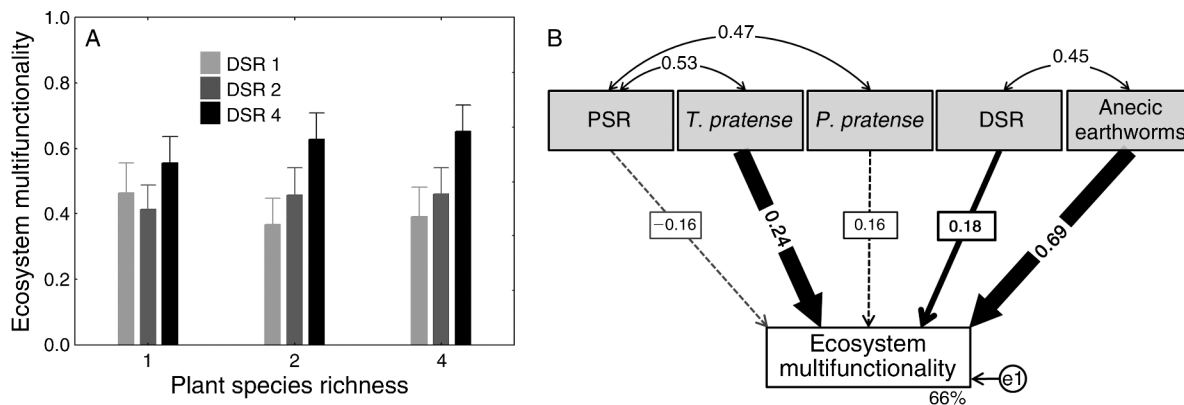 A
DSR 1
DSR 2
DSR 4
Ecosystem multifunctionality
1.0
0.8
0.6
0.4
0.2
0.0
1
2
4
Plant species richness
B
0.47
0.53
0.45
PSR
T. pratense
P. pratense
DSR
Anecic
earthworms
−0.16
0.24
0.16
0.18
0.69
Ecosystem
multifunctionality
e1
66%